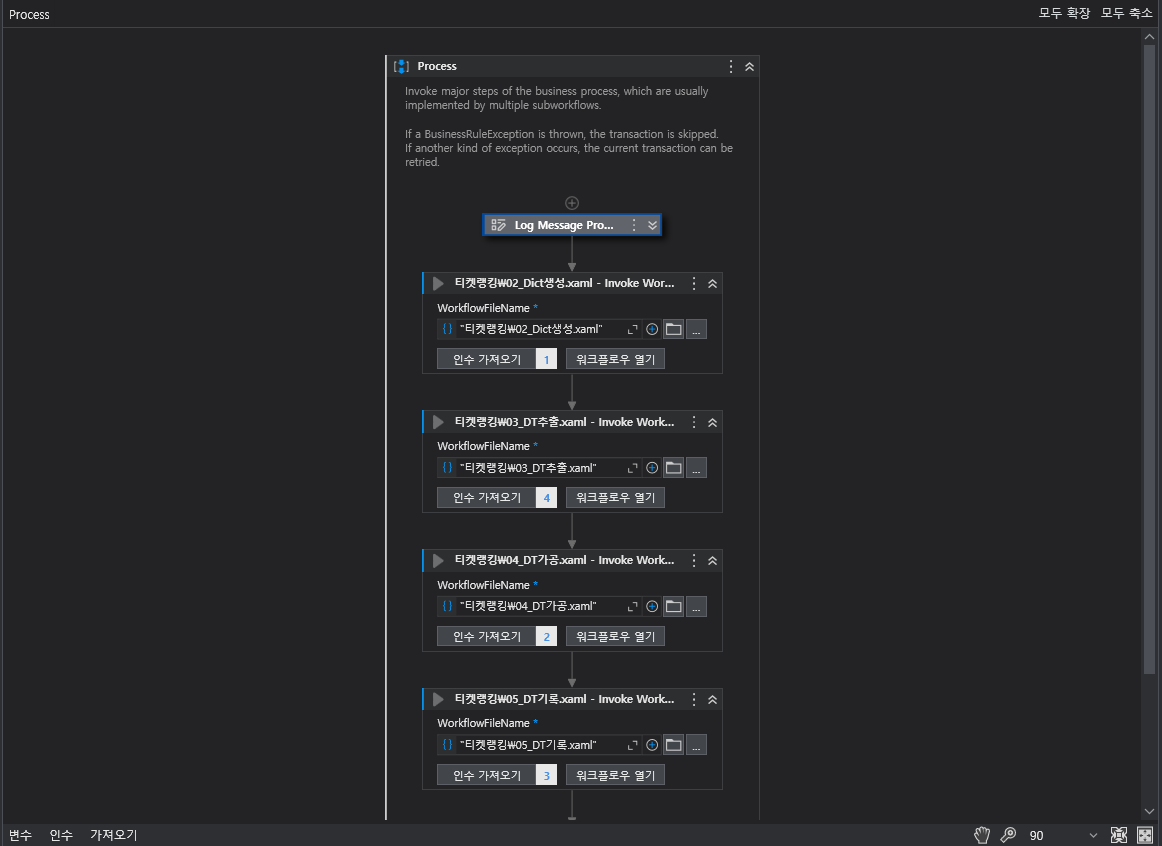 Process
모두 확장 모두 축소
Process
Invoke major steps of the business process, which are usually
implemented by multiple subworkflows.
If a BusinessRuleException is thrown, the transaction is skipped.
If another kind of exception occurs, the current transaction can be
retried.
Log Message Pro...
티켓랭킹₩02_Dict생성.xaml - Invoke Wor...
WorkflowFileName *
"티켓랭킹₩02_Dict생성.xaml"
...
인수 가져오기 1 워크플로우 열기
티켓랭킹₩03_DT추출.xaml - Invoke Work...
WorkflowFileName *
"티켓랭킹₩03_DT추출.xaml"
...
인수 가져오기 4 워크플로우 열기
티켓랭킹₩04_DT가공.xaml - Invoke Work...
WorkflowFileName *
"티켓랭킹₩04_DT가공.xaml"
...
인수 가져오기 2 워크플로우 열기
티켓랭킹₩05_DT기록.xaml - Invoke Work...
WorkflowFileName *
"티켓랭킹₩05_DT기록.xaml"
...
인수 가져오기 3 워크플로우 열기
변수 인수 가져오기
90